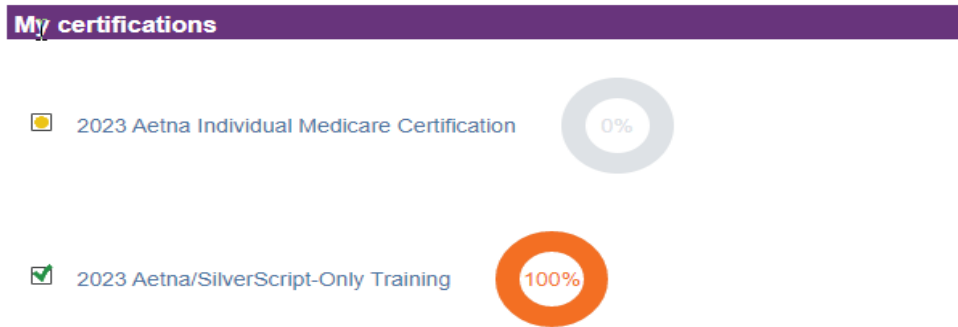 My certifications
2023 Aetna Individual Medicare Certification
0%
2023 Aetna/SilverScript-Only Training
100%